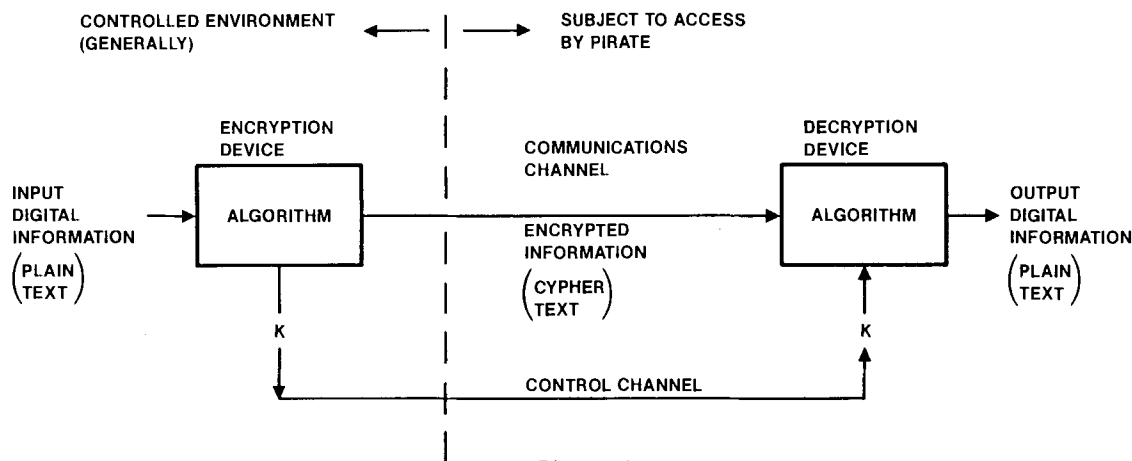 CONTROLLED ENVIRONMENT
(GENERALLY)
SUBJECT TO ACCESS
BY PIRATE
ENCRYPTION
DEVICE
COMMUNICATIONS
CHANNEL
DECRYPTION
DEVICE
INPUT
DIGITAL
INFORMATION
(PLAIN
TEXT)
ALGORITHM
ENCRYPTED
INFORMATION
(CYPHER
TEXT)
ALGORITHM
OUTPUT
DIGITAL
INFORMATION
(PLAIN
TEXT)
K
K
CONTROL CHANNEL